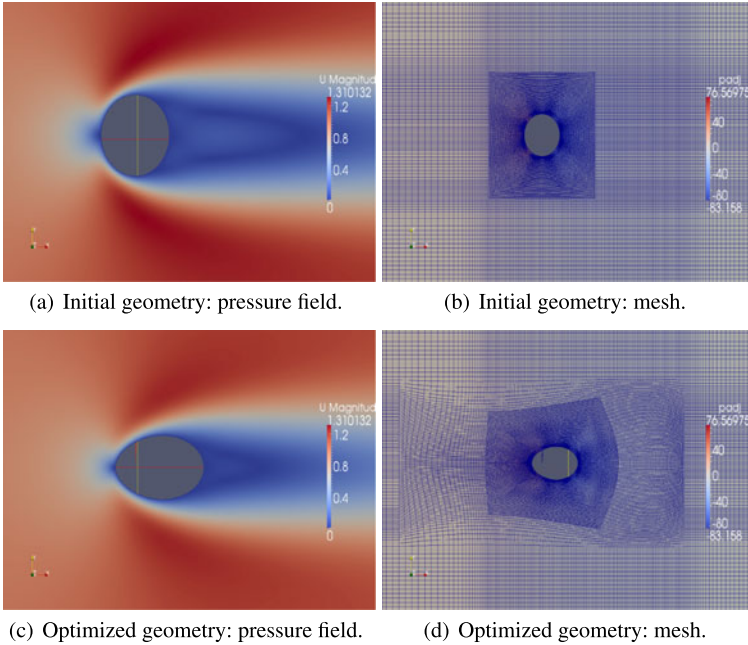 U Magnitud
1.310132
1.2
0.8
0.4
0
padj
76.56975
40
0
-40
-80
-83.158
(a) Initial geometry: pressure field.
(b) Initial geometry: mesh.
U Magnitud
1.310132
1.2
0.8
0.4
0
padj
76.56975
40
0
-40
-80
-83.158
(c) Optimized geometry: pressure field.
(d) Optimized geometry: mesh.